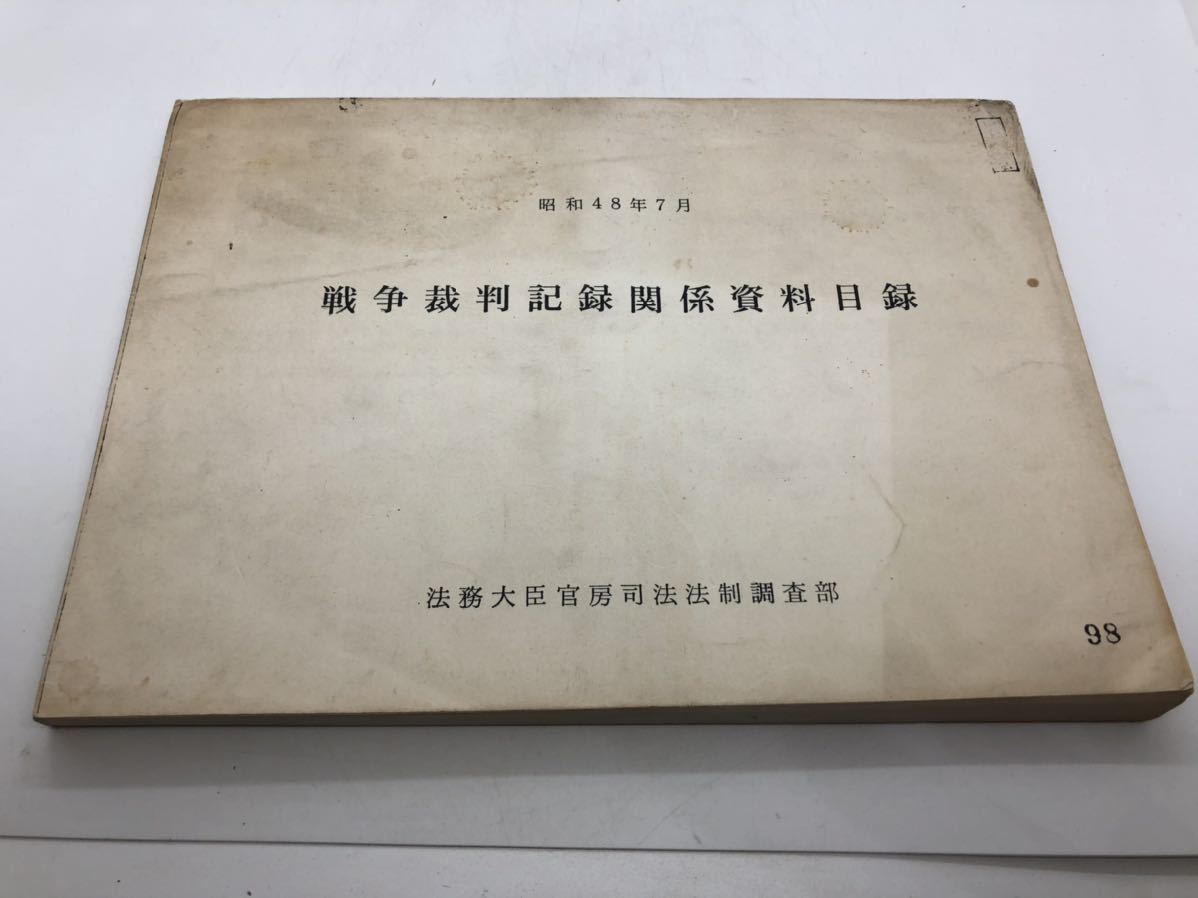 昭和48年7月
戦争裁判記録関係資料目録
法務大臣官房司法法制調査部
98